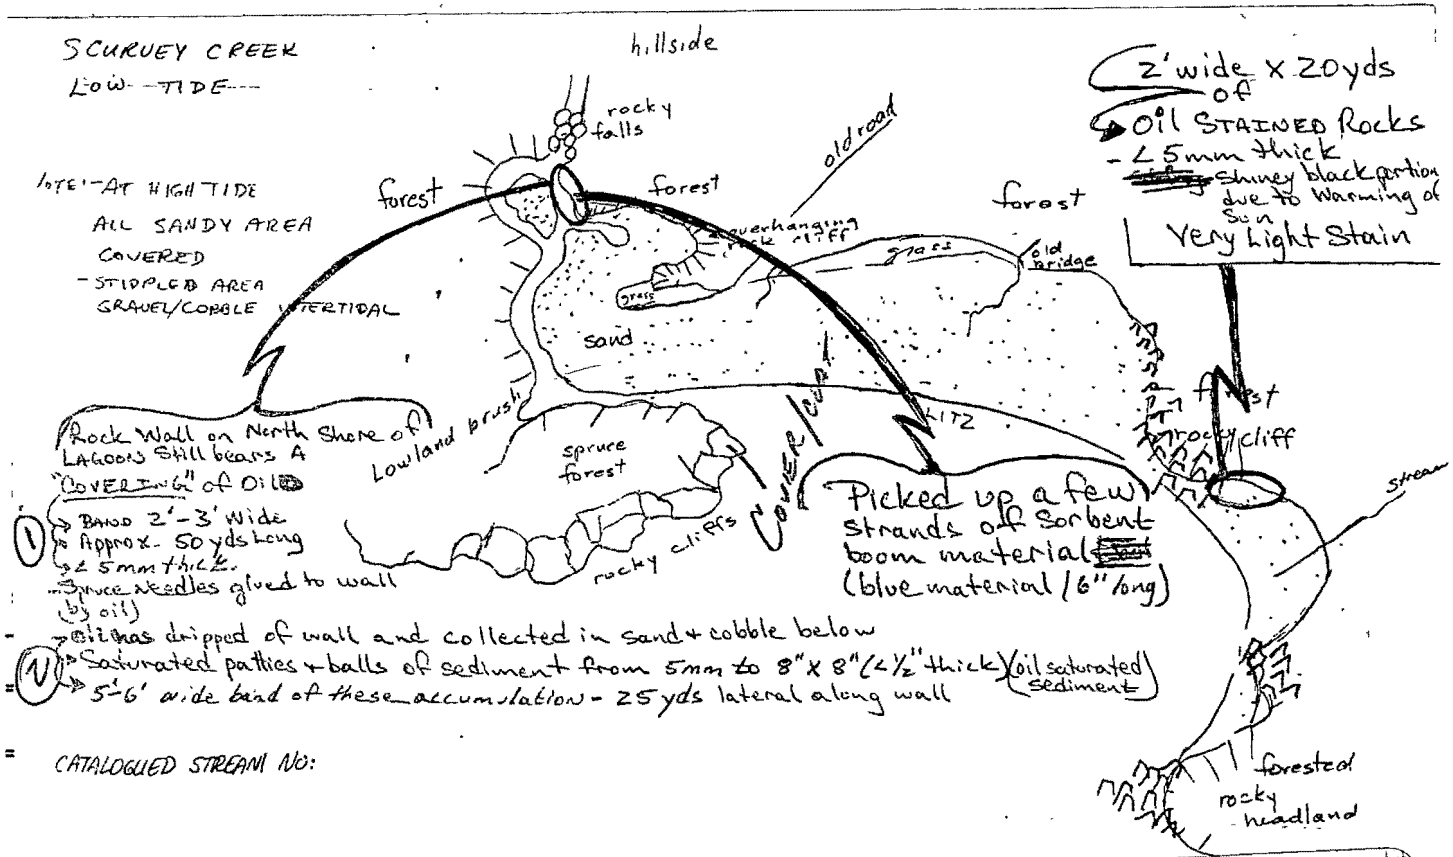 SCURVEY CREEK
LOW---TIDE----
hillside
rocky
falls
old road
2' wide x 20yds
of
Oil STAINED Rocks
- < 5mm thick
Shiney black portion
due to Warming of
Sun
Very Light Stain
-AT HIGH TIDE
ALL SANDY AREA
COVERED
-STIPPLED AREA
GRAVEL/COBBLE
forest
forest
forest
overhanging
rock cliff
grass
old
bridge
grass
sand
Lowland brush
spruce
forest
rocky cliffs
COVER/
rocky cliff
stream
Rock Wall on North Shore of
LAGOON Still bears A
"COVERING" of Oil
1
BAND 2'-3' Wide
Approx. 50 yds Long
< 5mm thick.
-Spruce Needles glued to wall
(by oil)
Picked up a few
strands of Sorbent
boom material
(blue material / 6" long)
Oil has dripped of wall and collected in sand + cobble below
2
Saturated patties + balls of sediment from 5mm to 8" x 8" (< 1/2" thick) (oil saturated
sediment)
5'-6' wide band of these accumulation - 25 yds lateral along wall
CATALOGUED STREAM NO:
forested
rocky
headland